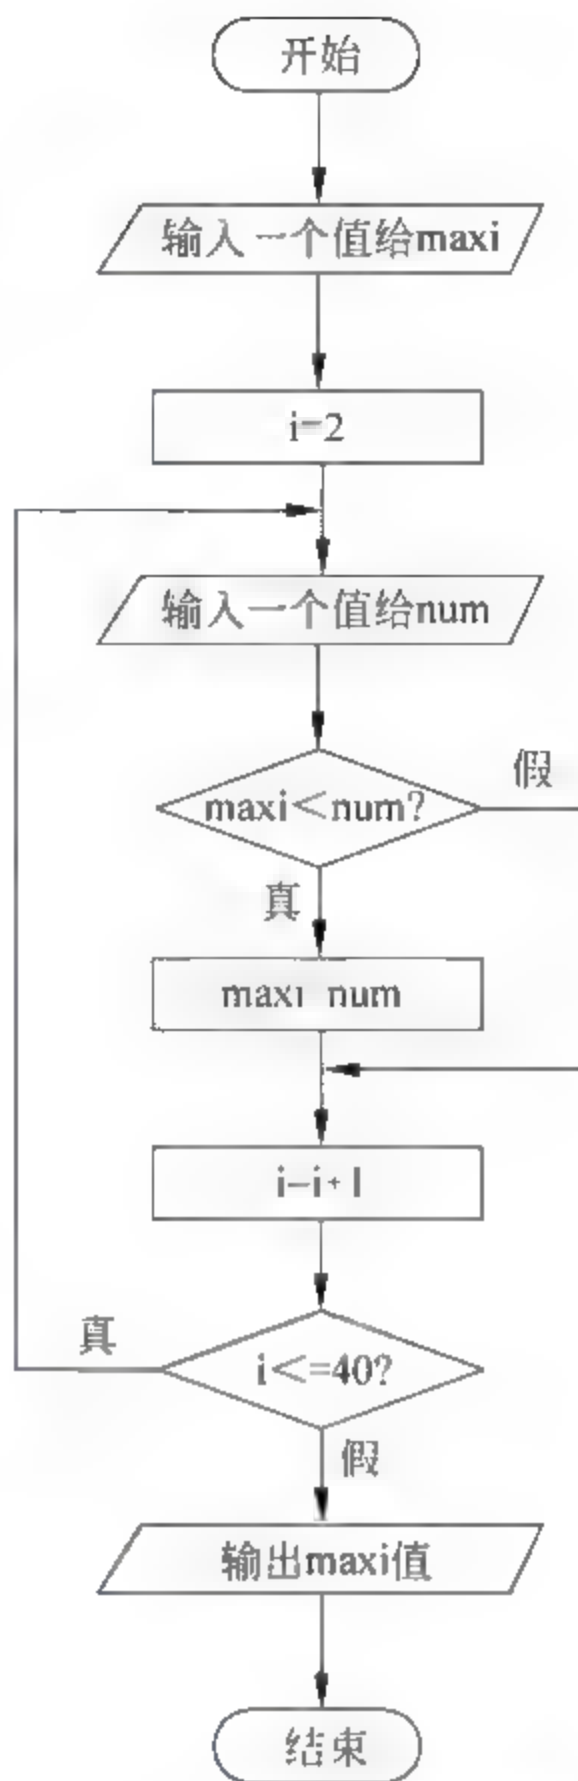 开始
输入一个值给maxi
i=2
输入一个值给num
maxi<num?
假
真
maxi num
i-i+1
真
i<=40?
假
输出maxi值
结束